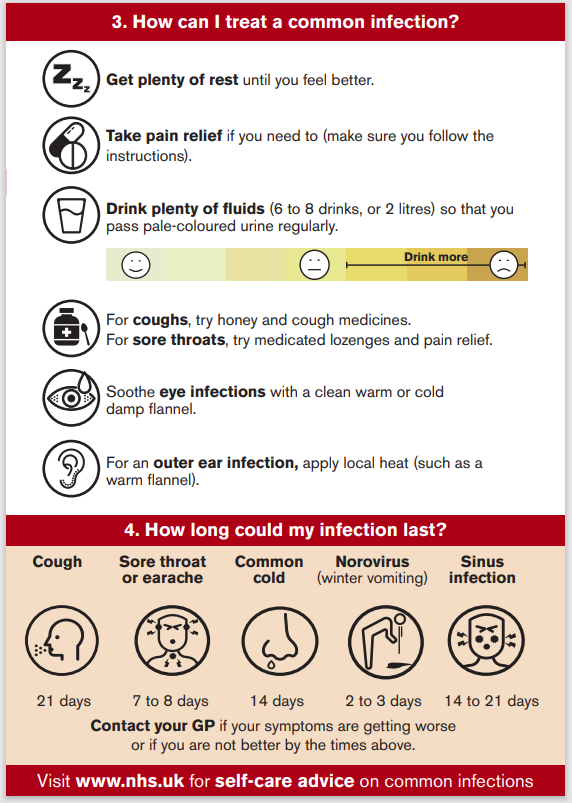 3. How can I treat a common infection?
Zzz
Get plenty of rest until you feel better.
Take pain relief if you need to (make sure you follow the
instructions).
Drink plenty of fluids (6 to 8 drinks, or 2 litres) so that you
pass pale-coloured urine regularly.
Drink more
For coughs, try honey and cough medicines.
For sore throats, try medicated lozenges and pain relief.
Soothe eye infections with a clean warm or cold
damp flannel.
For an outer ear infection, apply local heat (such as a
warm flannel).
4. How long could my infection last?
Cough
Sore throat
or earache
Common
cold
Norovirus
(winter vomiting)
Sinus
infection
21 days
7 to 8 days
14 days
2 to 3 days
14 to 21 days
Contact your GP if your symptoms are getting worse
or if you are not better by the times above.
Visit www.nhs.uk for self-care advice on common infections